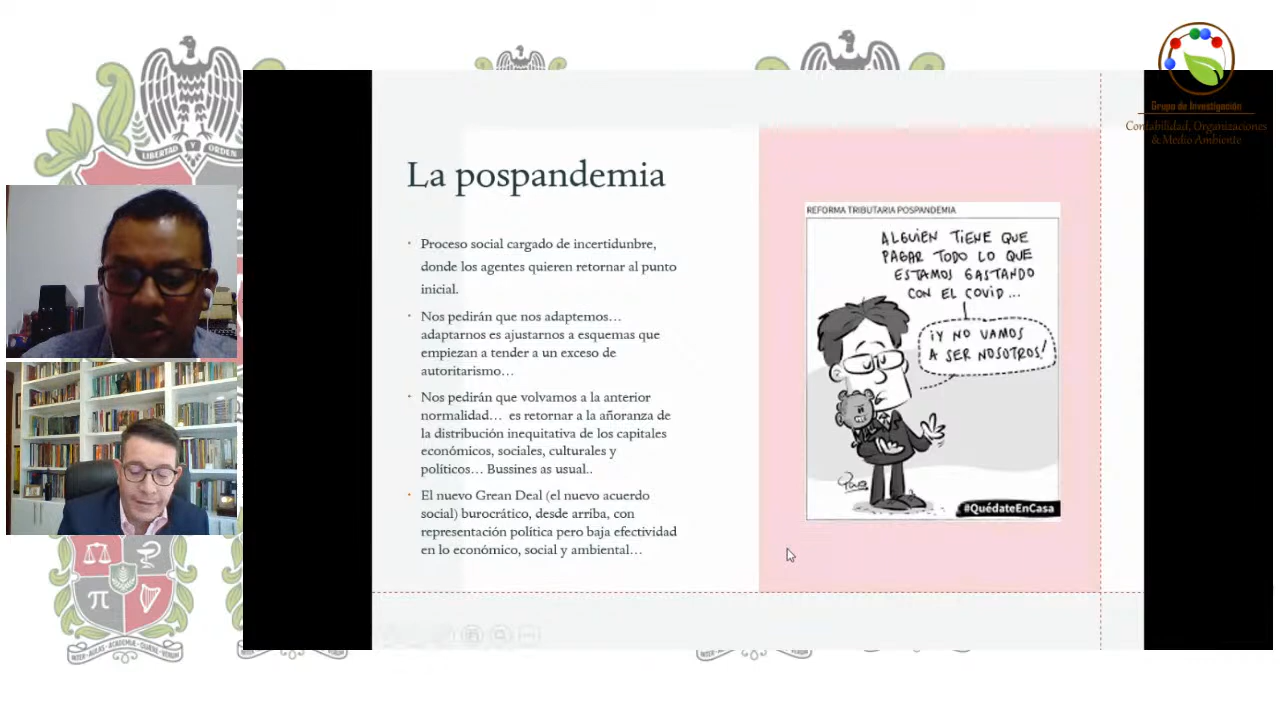 LIBERTAD Y ORDEN
Grupo de Investigación
Contabilidad, Organizaciones
& Medio Ambiente
La pospandemia
· Proceso social cargado de incertidunbre,
donde los agentes quieren retornar al punto
inicial.
· Nos pedirán que nos adaptemos…
adaptarnos es ajustarnos a esquemas que
empiezan a tender a un exceso de
autoritarismo…
· Nos pedirán que volvamos a la anterior
normalidad… es retornar a la añoranza de
la distribución inequitativa de los capitales
económicos, sociales, culturales y
políticos… Bussines as usual..
· El nuevo Grean Deal (el nuevo acuerdo
social) burocrático, desde arriba, con
representación política pero baja efectividad
en lo económico, social y ambiental…
REFORMA TRIBUTARIA POSPANDEMIA
ALGUIEN TIENE QUE
PAGAR TODO LO QUE
ESTAMOS GASTANDO
CON EL COVID...
¡Y NO VAMOS
A SER NOSOTROS!
#QuédateEnCasa
π
INTER·AULAS·ACADEMIÆ·QUÆRE·VERUM